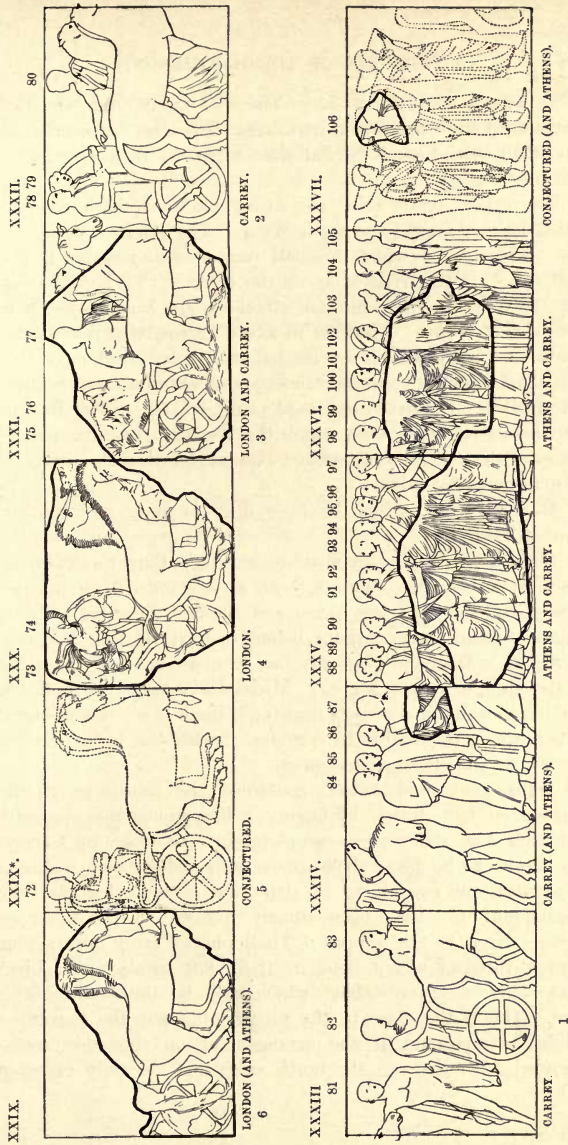 XXIX. XXIX*. XXX. XXXI. XXXII.
72 73 74 75 76 77 78 79 80
LONDON (AND ATHENS). CONJECTURED. LONDON. LONDON AND CARREY. CARREY.
6 5 4 3 2
XXXIII XXXIV. XXXV. XXXVI. XXXVII.
81 82 83 84 85 86 87 88 89 90 91 92 93 94 95 96 97 98 99 100 101 102 103 104 105 106
CARREY. CARREY (AND ATHENS). ATHENS AND CARREY. ATHENS AND CARREY. CONJECTURED (AND ATHENS).
1